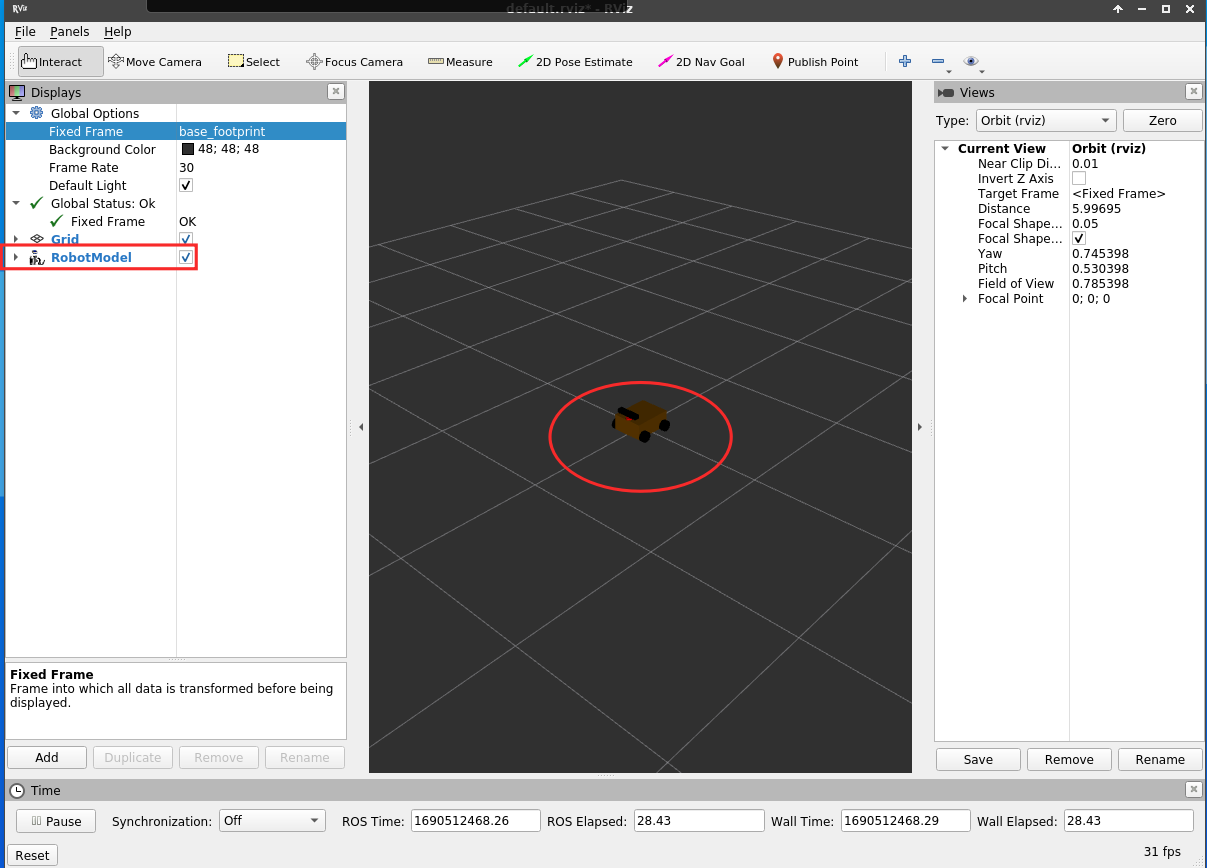 RViz
default.rviz* - RViz
File Panels Help
Interact Move Camera Select Focus Camera Measure 2D Pose Estimate 2D Nav Goal Publish Point
Displays
Global Options
Fixed Frame base_footprint
Background Color 48; 48; 48
Frame Rate 30
Default Light
Global Status: Ok
Fixed Frame OK
Grid
RobotModel
Fixed Frame
Frame into which all data is transformed before being
displayed.
Add Duplicate Remove Rename
Views
Type: Orbit (rviz) Zero
Current View Orbit (rviz)
Near Clip Di... 0.01
Invert Z Axis
Target Frame <Fixed Frame>
Distance 5.99695
Focal Shape... 0.05
Focal Shape...
Yaw 0.745398
Pitch 0.530398
Field of View 0.785398
Focal Point 0; 0; 0
Save Remove Rename
Time
Pause Synchronization: Off ROS Time: 1690512468.26 ROS Elapsed: 28.43 Wall Time: 1690512468.29 Wall Elapsed: 28.43
Reset 31 fps